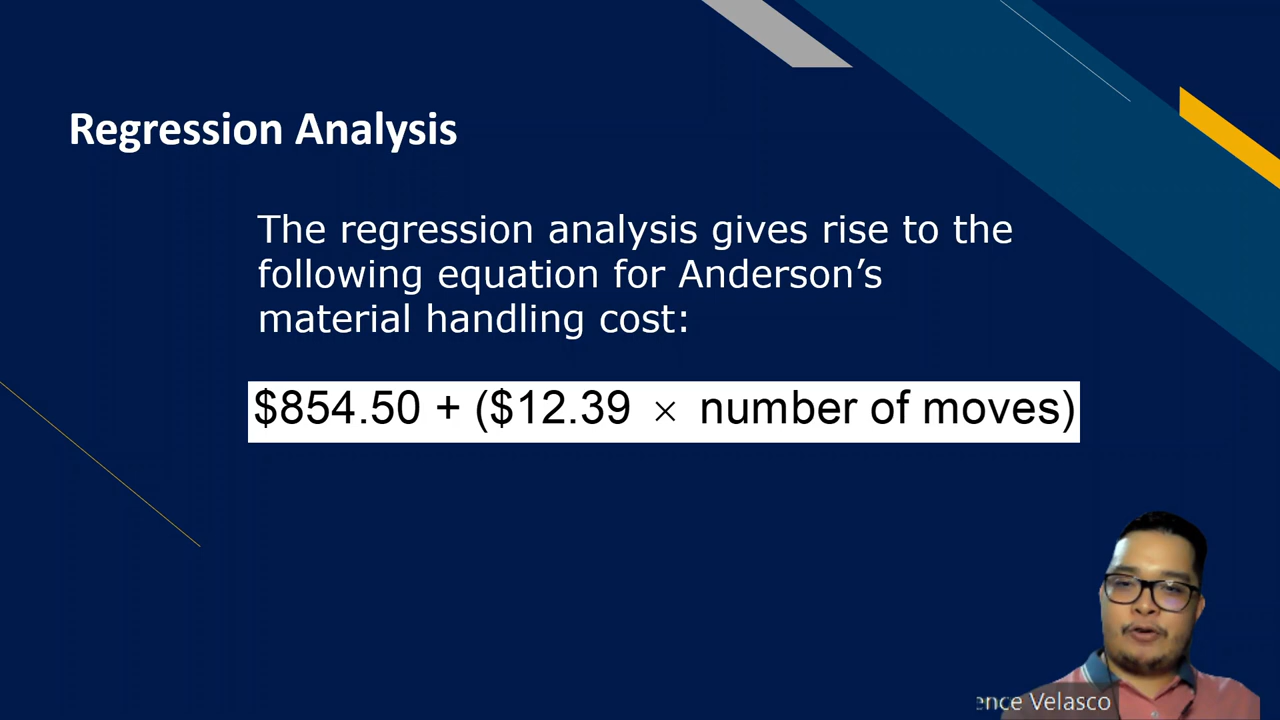 Regression Analysis
The regression analysis gives rise to the
following equation for Anderson’s
material handling cost:
$854.50 + ($12.39 × number of moves)
ence Velasco